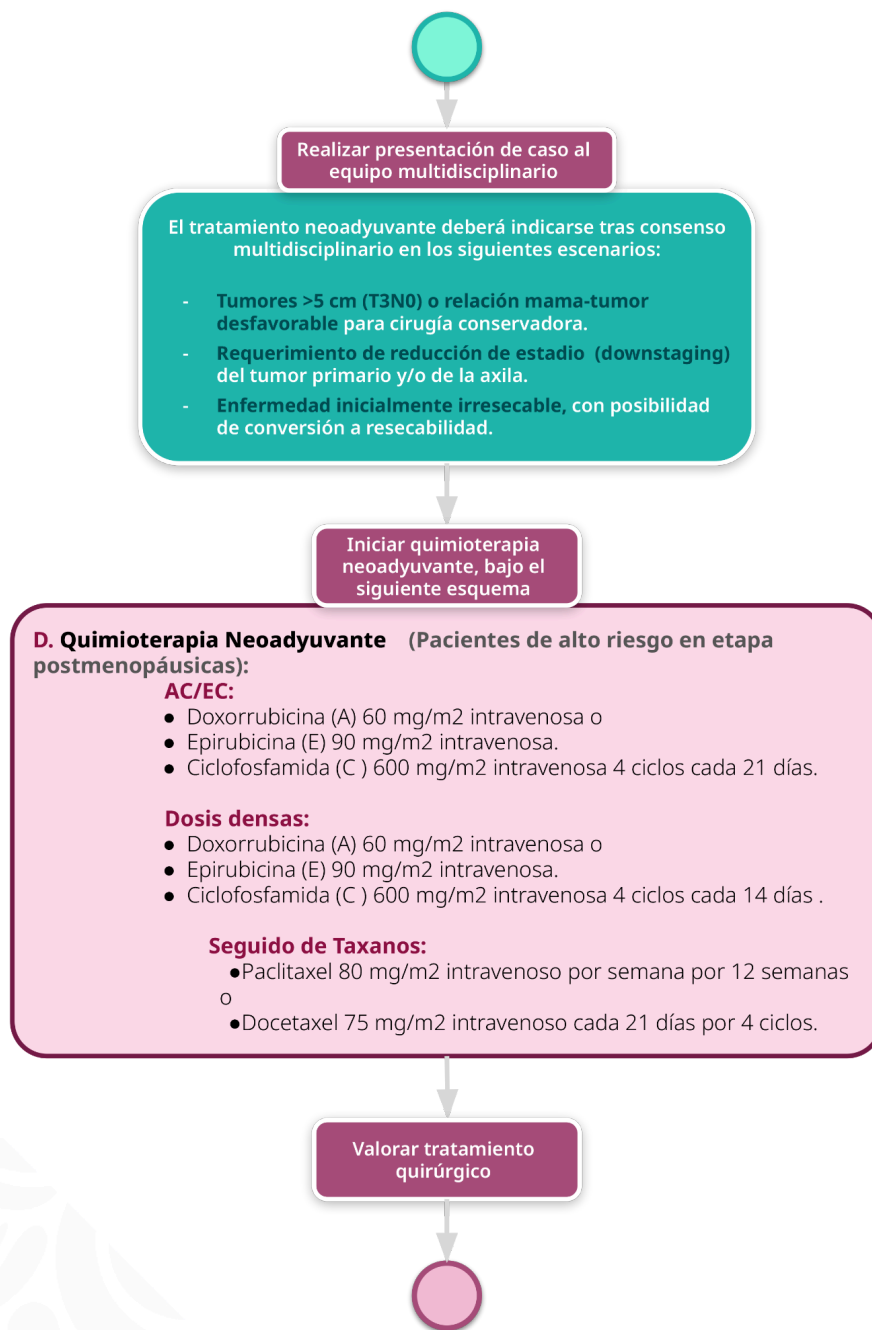 Realizar presentación de caso al
equipo multidisciplinario
El tratamiento neoadyuvante deberá indicarse tras consenso
multidisciplinario en los siguientes escenarios:
- Tumores >5 cm (T3N0) o relación mama-tumor
desfavorable para cirugía conservadora.
- Requerimiento de reducción de estadio (downstaging)
del tumor primario y/o de la axila.
- Enfermedad inicialmente irresecable, con posibilidad
de conversión a resecabilidad.
Iniciar quimioterapia
neoadyuvante, bajo el
siguiente esquema
D. Quimioterapia Neoadyuvante (Pacientes de alto riesgo en etapa
postmenopáusicas):
AC/EC:
● Doxorrubicina (A) 60 mg/m2 intravenosa o
● Epirubicina (E) 90 mg/m2 intravenosa.
● Ciclofosfamida (C ) 600 mg/m2 intravenosa 4 ciclos cada 21 días.
Dosis densas:
● Doxorrubicina (A) 60 mg/m2 intravenosa o
● Epirubicina (E) 90 mg/m2 intravenosa.
● Ciclofosfamida (C ) 600 mg/m2 intravenosa 4 ciclos cada 14 días .
Seguido de Taxanos:
●Paclitaxel 80 mg/m2 intravenoso por semana por 12 semanas
o
●Docetaxel 75 mg/m2 intravenoso cada 21 días por 4 ciclos.
Valorar tratamiento
quirúrgico